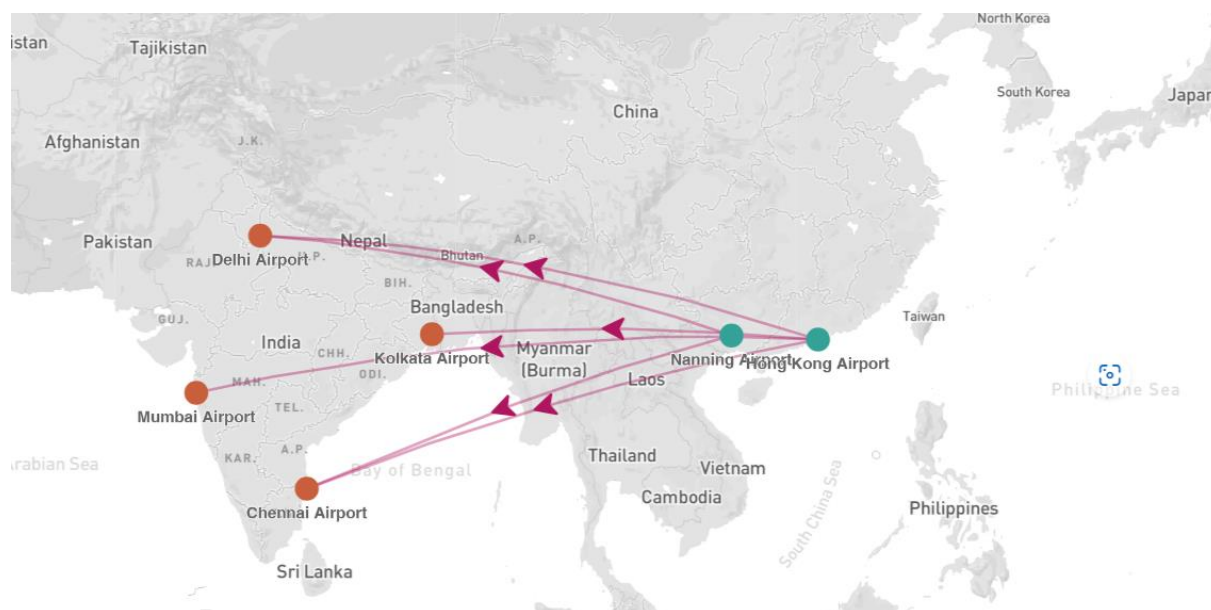 North Korea
istan
Tajikistan
South Korea
Japan
China
Afghanistan
J.K.
Pakistan
Nepal
A.P.
Bhutan
RAJ.
U.P.
Delhi Airport
BIH.
Bangladesh
GUJ.
Taiwan
India
Kolkata Airport
CHH.
Myanmar
(Burma)
Nanning Airport
Hong Kong Airport
ODI.
Laos
MAH.
Philippine Sea
Mumbai Airport
TEL.
KAR.
A.P.
Arabian Sea
Bay of Bengal
Thailand
Vietnam
Cambodia
South China Sea
Chennai Airport
Philippines
Sri Lanka